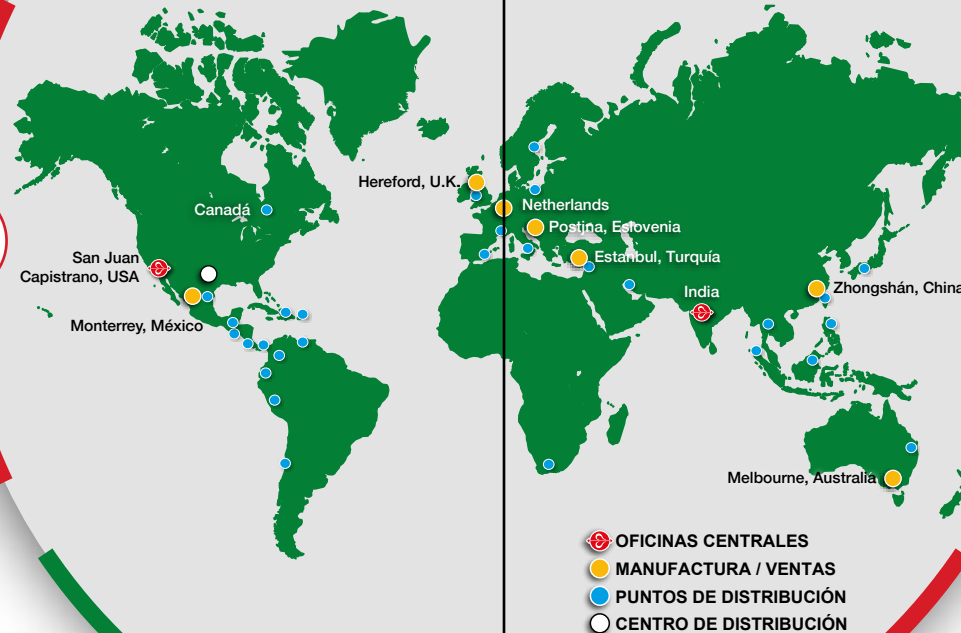 Hereford, U.K.
Netherlands
Canadá
Postjna, Eslovenia
San Juan
Capistrano, USA
Estanbul, Turquía
India
Zhongshán, China
Monterrey, México
Melbourne, Australia
OFICINAS CENTRALES
MANUFACTURA / VENTAS
PUNTOS DE DISTRIBUCIÓN
CENTRO DE DISTRIBUCIÓN